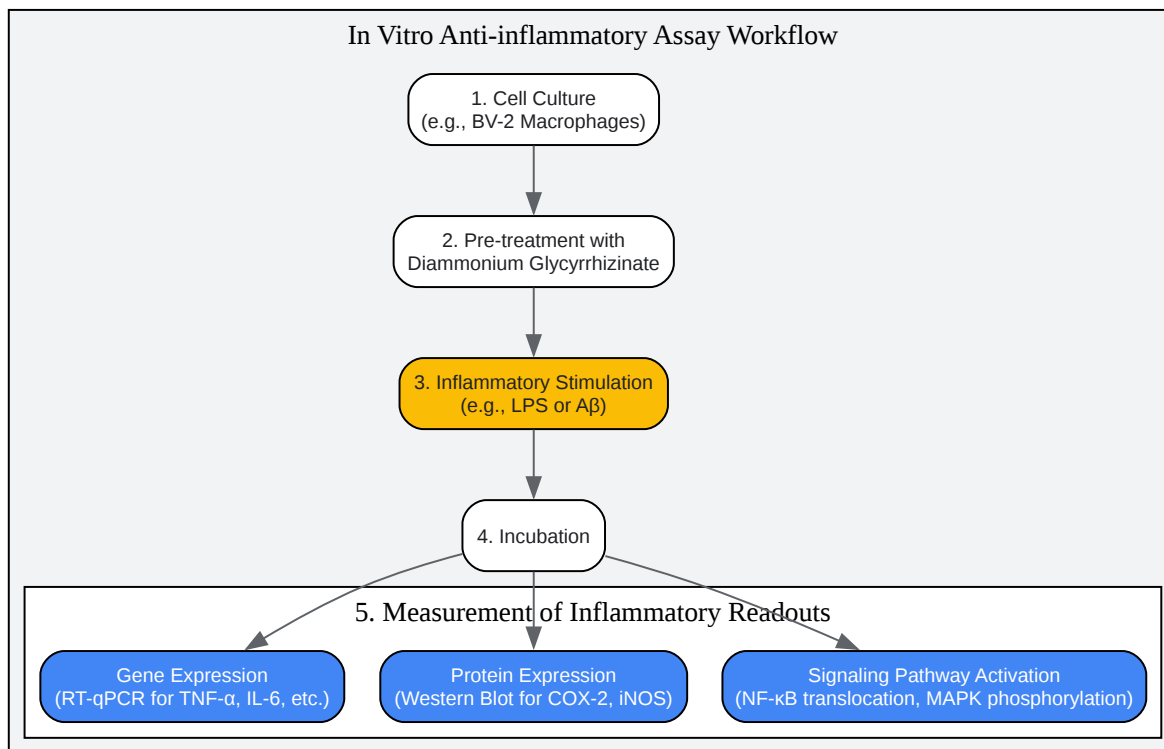 In Vitro Anti-inflammatory Assay Workflow
1. Cell Culture
(e.g., BV-2 Macrophages)
2. Pre-treatment with
Diammonium Glycyrrhizinate
3. Inflammatory Stimulation
(e.g., LPS or Aβ)
4. Incubation
5. Measurement of Inflammatory Readouts
Gene Expression
(RT-qPCR for TNF-α, IL-6, etc.)
Protein Expression
(Western Blot for COX-2, iNOS)
Signaling Pathway Activation
(NF-κB translocation, MAPK phosphorylation)